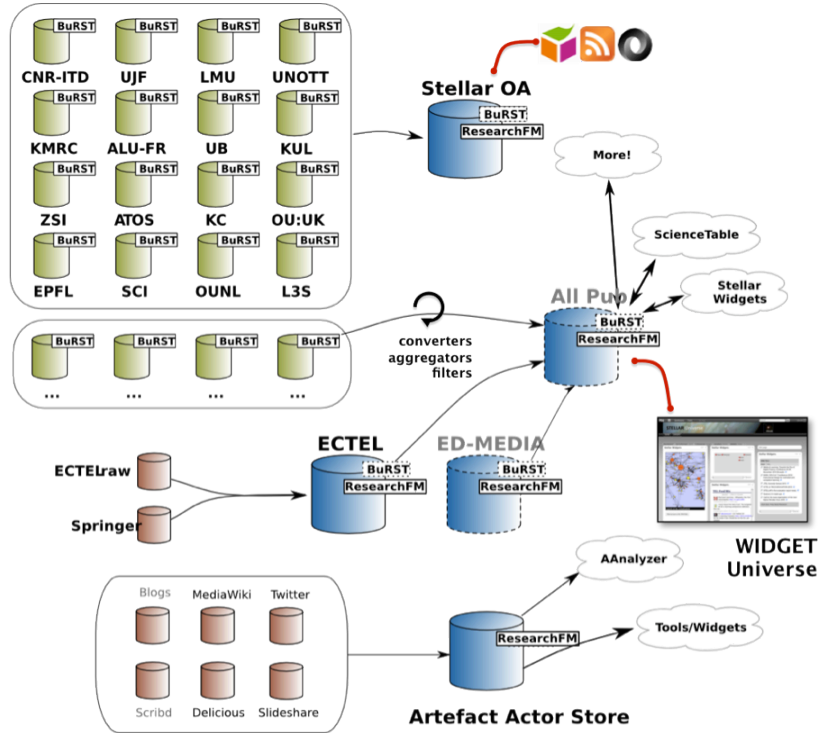 BuRST BuRST BuRST BuRST
CNR-ITD UJF LMU UNOTT
BuRST BuRST BuRST BuRST
KMRC ALU-FR UB KUL
BuRST BuRST BuRST BuRST
ZSI ATOS KC OU:UK
BuRST BuRST BuRST BuRST
EPFL SCI OUNL L3S
Stellar OA
BuRST
ResearchFM
More!
ScienceTable
Stellar
Widgets
All Pub
BuRST
ResearchFM
converters
aggregators
filters
BuRST BuRST BuRST BuRST
... ... ... ...
ECTEL
BuRST
ResearchFM
ED-MEDIA
BuRST
ResearchFM
ECTELraw
Springer
WIDGET
Universe
Blogs MediaWiki Twitter
Scribd Delicious Slideshare
AAnalyzer
ResearchFM
Tools/Widgets
Artefact Actor Store